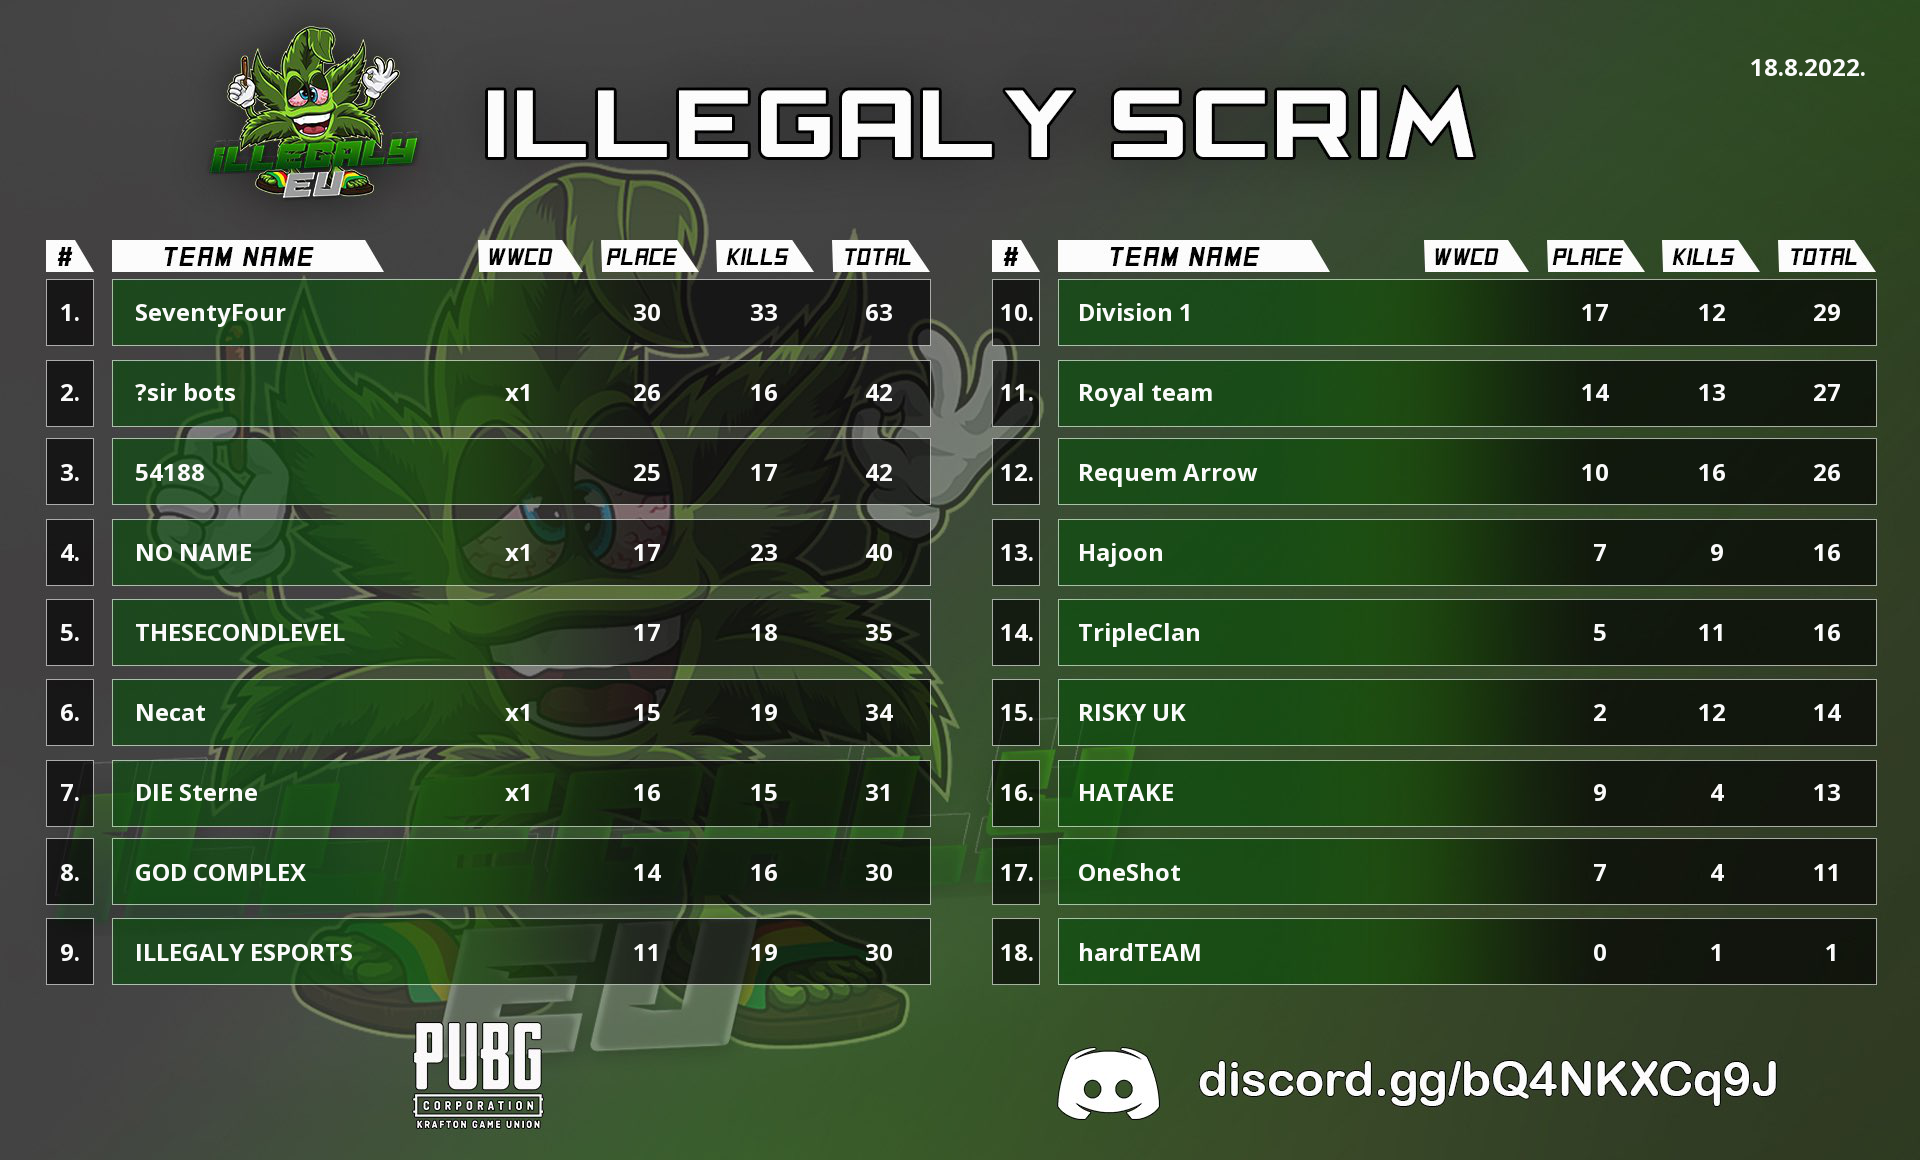 ILLEGALY EU
ILLEGALY SCRIM
18.8.2022.
# TEAM NAME WWCD PLACE KILLS TOTAL
1. SeventyFour 30 33 63
2. ?sir bots x1 26 16 42
3. 54188 25 17 42
4. NO NAME x1 17 23 40
5. THESECONDLEVEL 17 18 35
6. Necat x1 15 19 34
7. DIE Sterne x1 16 15 31
8. GOD COMPLEX 14 16 30
9. ILLEGALY ESPORTS 11 19 30
# TEAM NAME WWCD PLACE KILLS TOTAL
10. Division 1 17 12 29
11. Royal team 14 13 27
12. Requem Arrow 10 16 26
13. Hajoon 7 9 16
14. TripleClan 5 11 16
15. RISKY UK 2 12 14
16. HATAKE 9 4 13
17. OneShot 7 4 11
18. hardTEAM 0 1 1
ILLEGALY
EU
PUBG
CORPORATION
KRAFTON GAME UNION
discord.gg/bQ4NKXCq9J